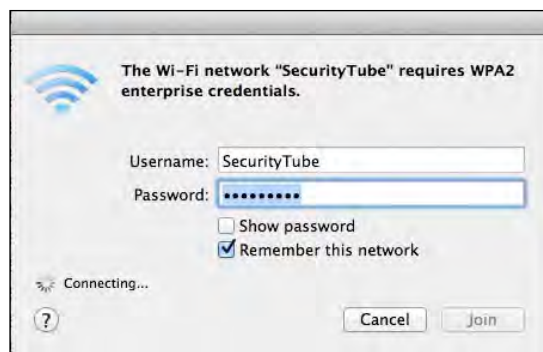 The Wi-Fi network "SecurityTube" requires WPA2
enterprise credentials.
Username: SecurityTube
Password: •••••••••
Show password
Remember this network
Connecting...
? Cancel Join